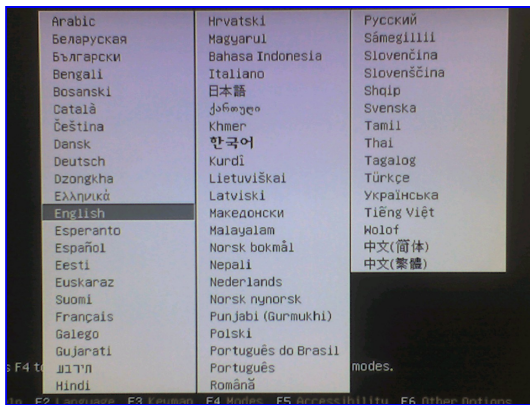 Arabic
Беларуская
Български
Bengali
Bosanski
Català
Čeština
Dansk
Deutsch
Dzongkha
Ελληνικά
English
Esperanto
Español
Eesti
Euskaraz
Suomi
Français
Galego
Gujarati
עברית
Hindi
Hrvatski
Magyarul
Bahasa Indonesia
Italiano
日本語
ქართული
Khmer
한국어
Kurdî
Lietuviškai
Latviski
Македонски
Malayalam
Norsk bokmål
Nepali
Nederlands
Norsk nynorsk
Punjabi (Gurmukhi)
Polski
Português do Brasil
Português
Română
Русский
Sámegillii
Slovenčina
Slovenščina
Shqip
Svenska
Tamil
Thai
Tagalog
Türkçe
Українська
Tiếng Việt
Wolof
中文(简体)
中文(繁體)
s F4 to modes.
F2 Language F3 Keymap F4 Modes F5 Accessibility F6 Other Options